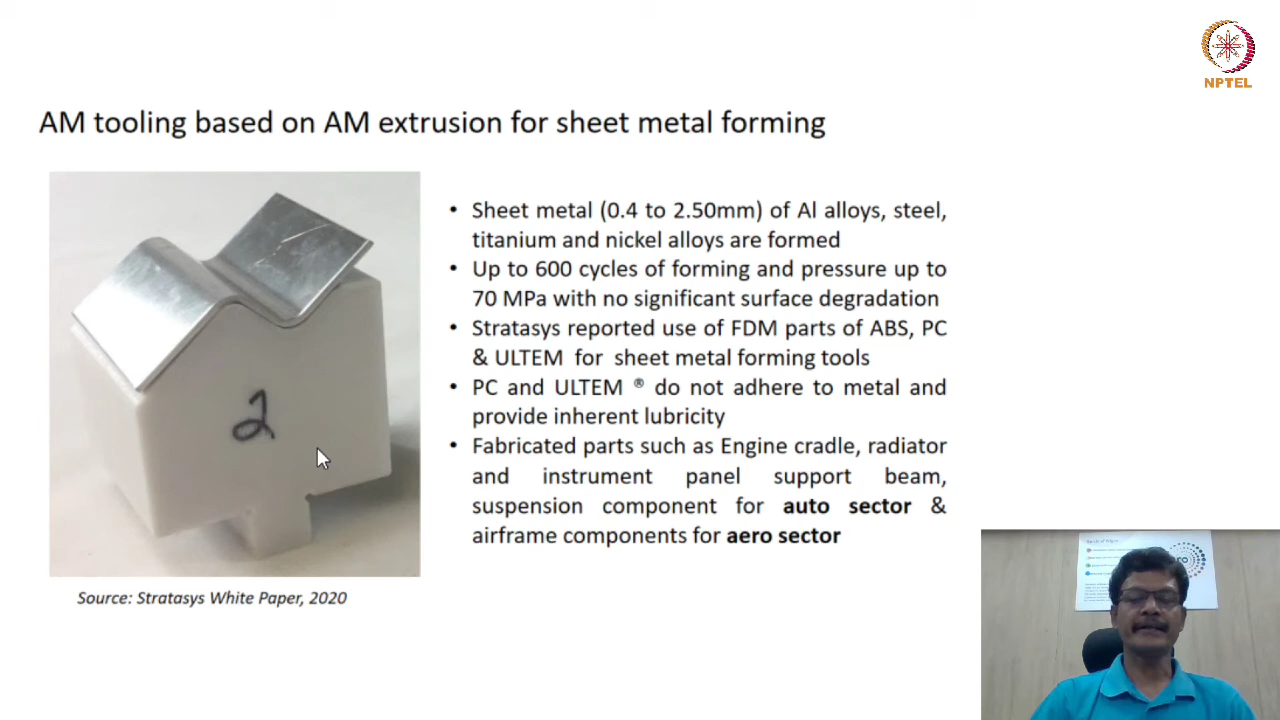 NPTEL
AM tooling based on AM extrusion for sheet metal forming
• Sheet metal (0.4 to 2.50mm) of Al alloys, steel,
titanium and nickel alloys are formed
• Up to 600 cycles of forming and pressure up to
70 MPa with no significant surface degradation
• Stratasys reported use of FDM parts of ABS, PC
& ULTEM for sheet metal forming tools
• PC and ULTEM ® do not adhere to metal and
provide inherent lubricity
• Fabricated parts such as Engine cradle, radiator
and instrument panel support beam,
suspension component for auto sector &
airframe components for aero sector
2
Source: Stratasys White Paper, 2020